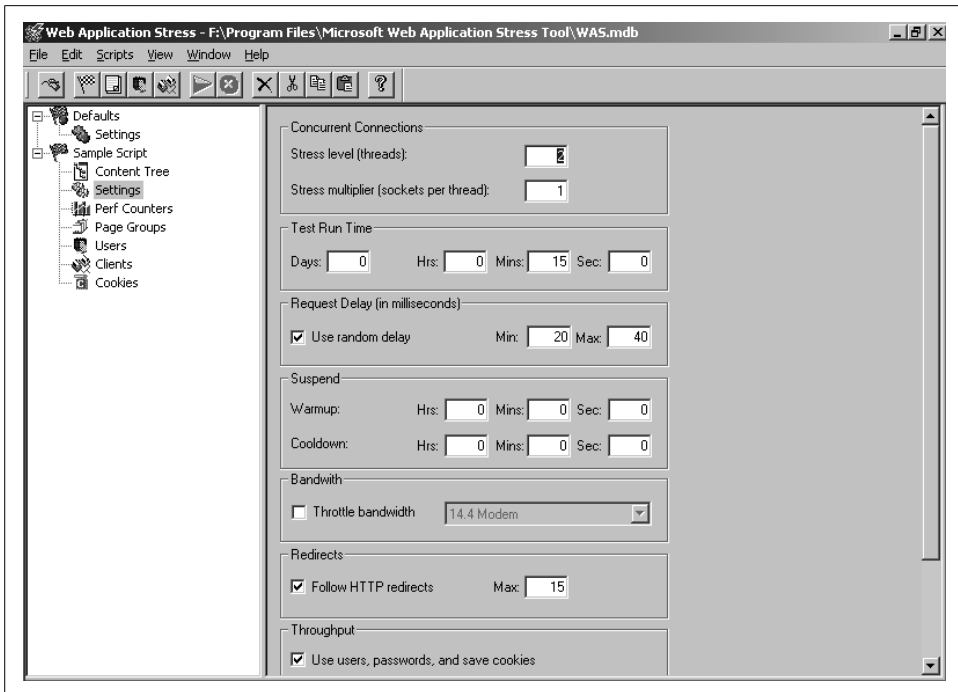 Web Application Stress - F:\Program Files\Microsoft Web Application Stress Tool\WAS.mdb
File Edit Scripts View Window Help
Defaults
Settings
Sample Script
Content Tree
Settings
Perf Counters
Page Groups
Users
Clients
Cookies
Concurrent Connections
Stress level (threads): 2
Stress multiplier (sockets per thread): 1
Test Run Time
Days: 0 Hrs: 0 Mins: 15 Sec: 0
Request Delay (in milliseconds)
Use random delay Min: 20 Max: 40
Suspend
Warmup: Hrs: 0 Mins: 0 Sec: 0
Cooldown: Hrs: 0 Mins: 0 Sec: 0
Bandwith
Throttle bandwidth 14.4 Modem
Redirects
Follow HTTP redirects Max: 15
Throughput
Use users, passwords, and save cookies